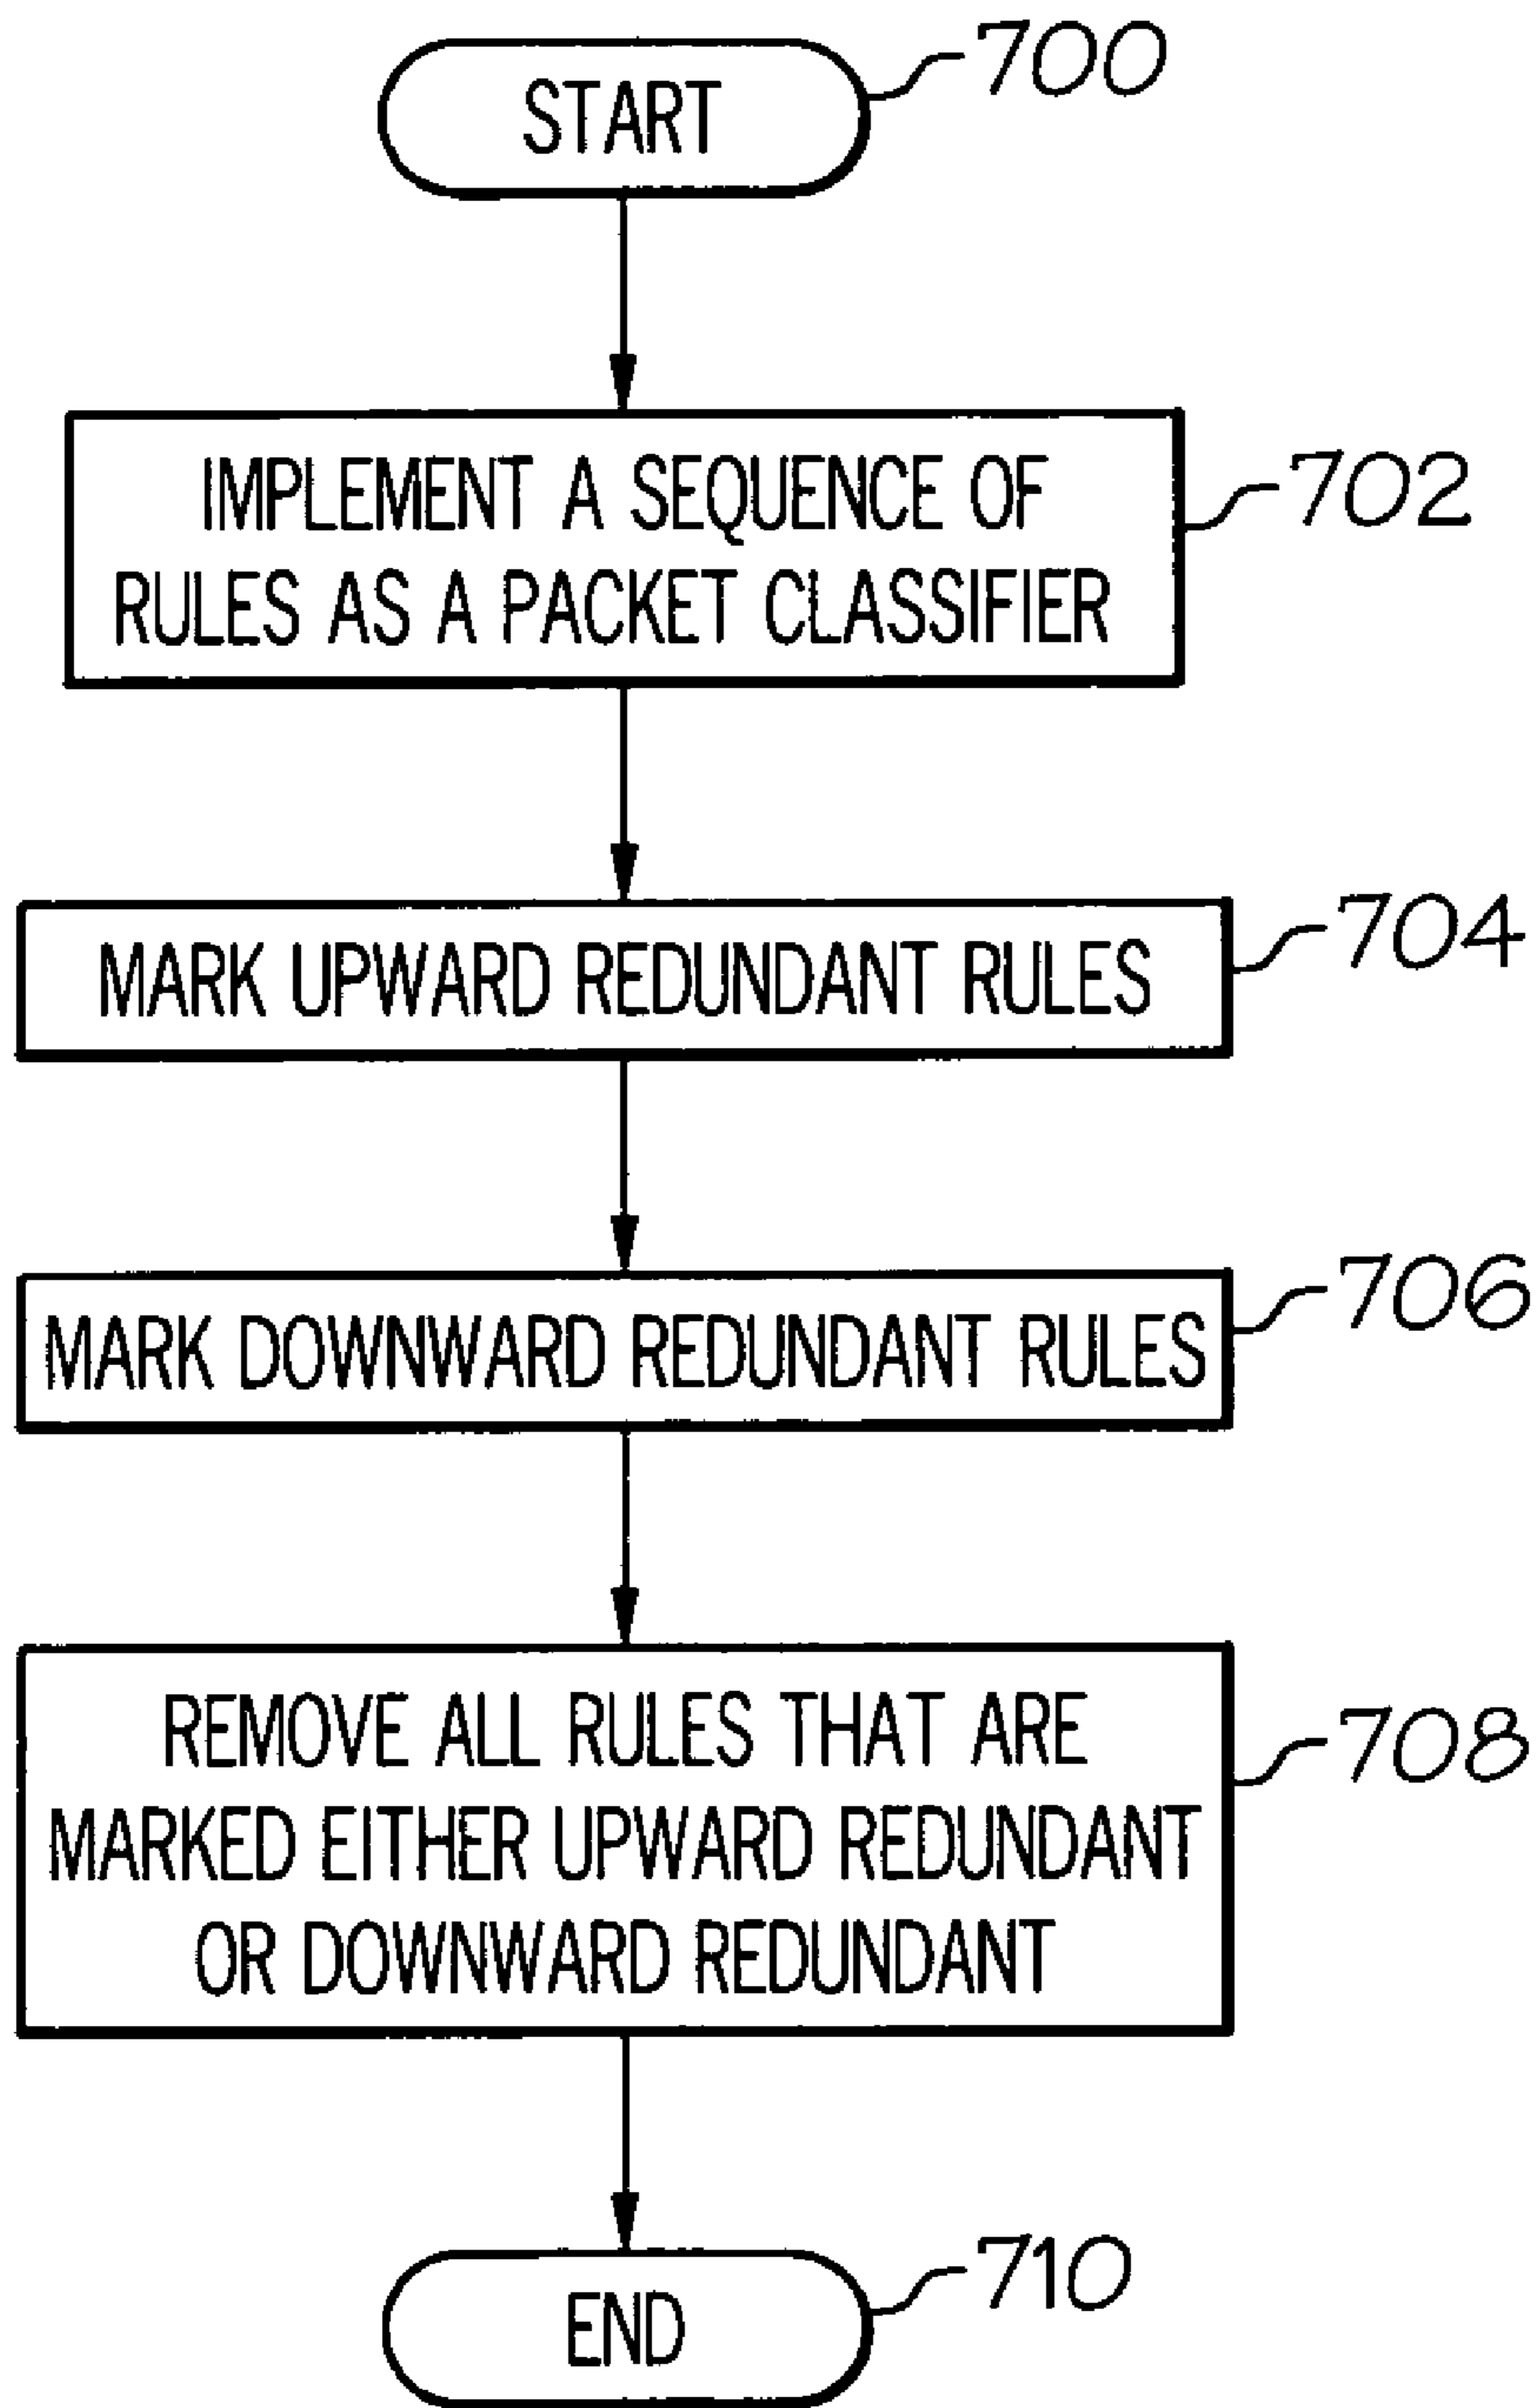 START
700
IMPLEMENT A SEQUENCE OF
RULES AS A PACKET CLASSIFIER
702
MARK UPWARD REDUNDANT RULES
704
MARK DOWNWARD REDUNDANT RULES
706
REMOVE ALL RULES THAT ARE
MARKED EITHER UPWARD REDUNDANT
OR DOWNWARD REDUNDANT
708
END
710